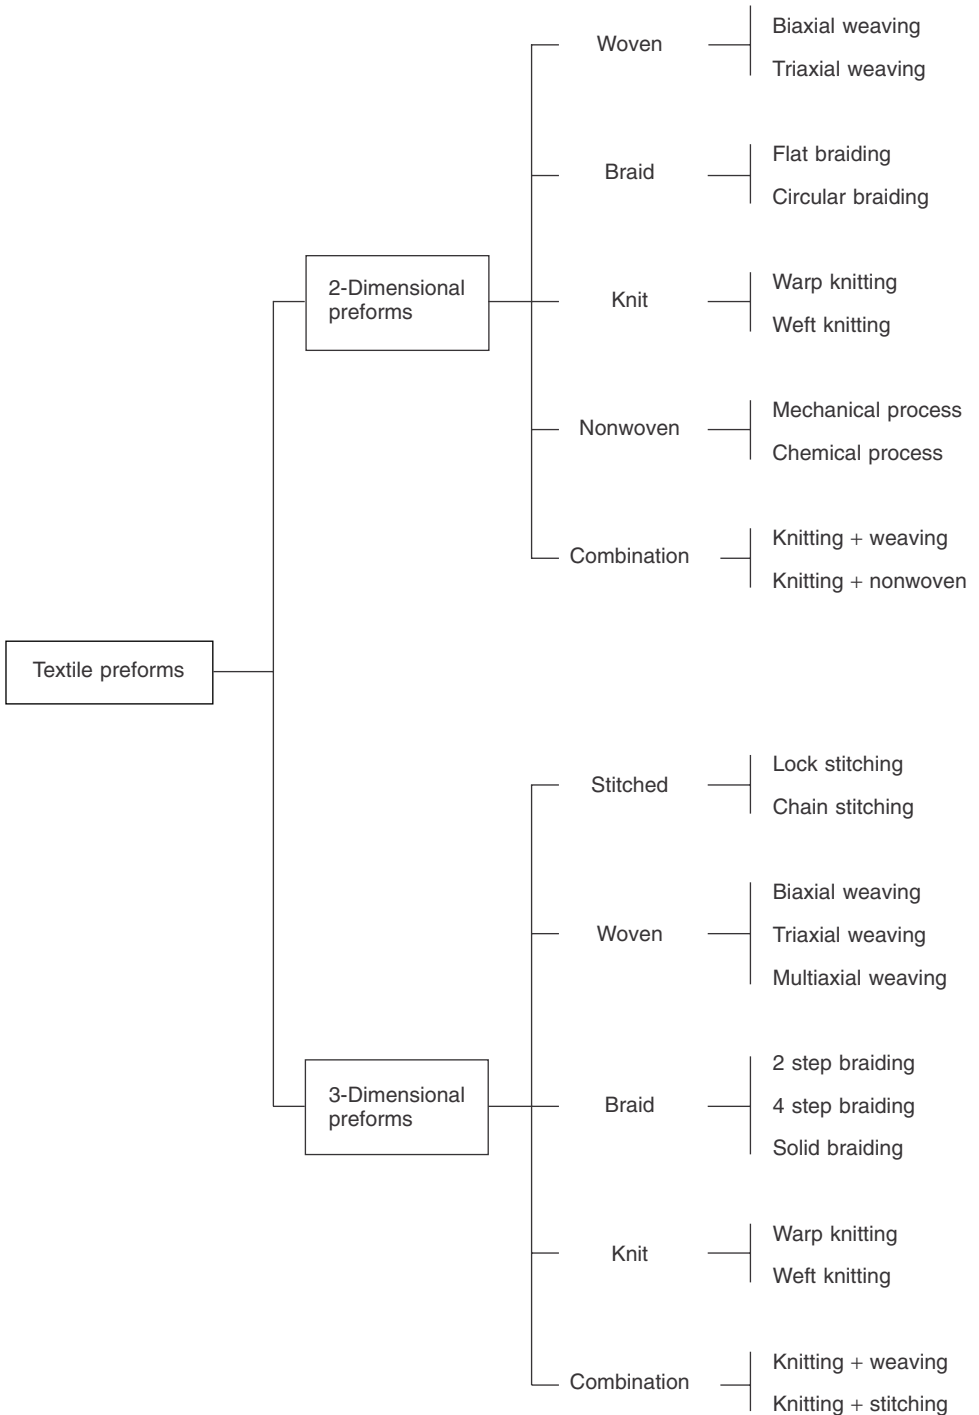 Textile preforms
2-Dimensional
preforms
Woven
Biaxial weaving
Triaxial weaving
Braid
Flat braiding
Circular braiding
Knit
Warp knitting
Weft knitting
Nonwoven
Mechanical process
Chemical process
Combination
Knitting + weaving
Knitting + nonwoven
3-Dimensional
preforms
Stitched
Lock stitching
Chain stitching
Woven
Biaxial weaving
Triaxial weaving
Multiaxial weaving
Braid
2 step braiding
4 step braiding
Solid braiding
Knit
Warp knitting
Weft knitting
Combination
Knitting + weaving
Knitting + stitching